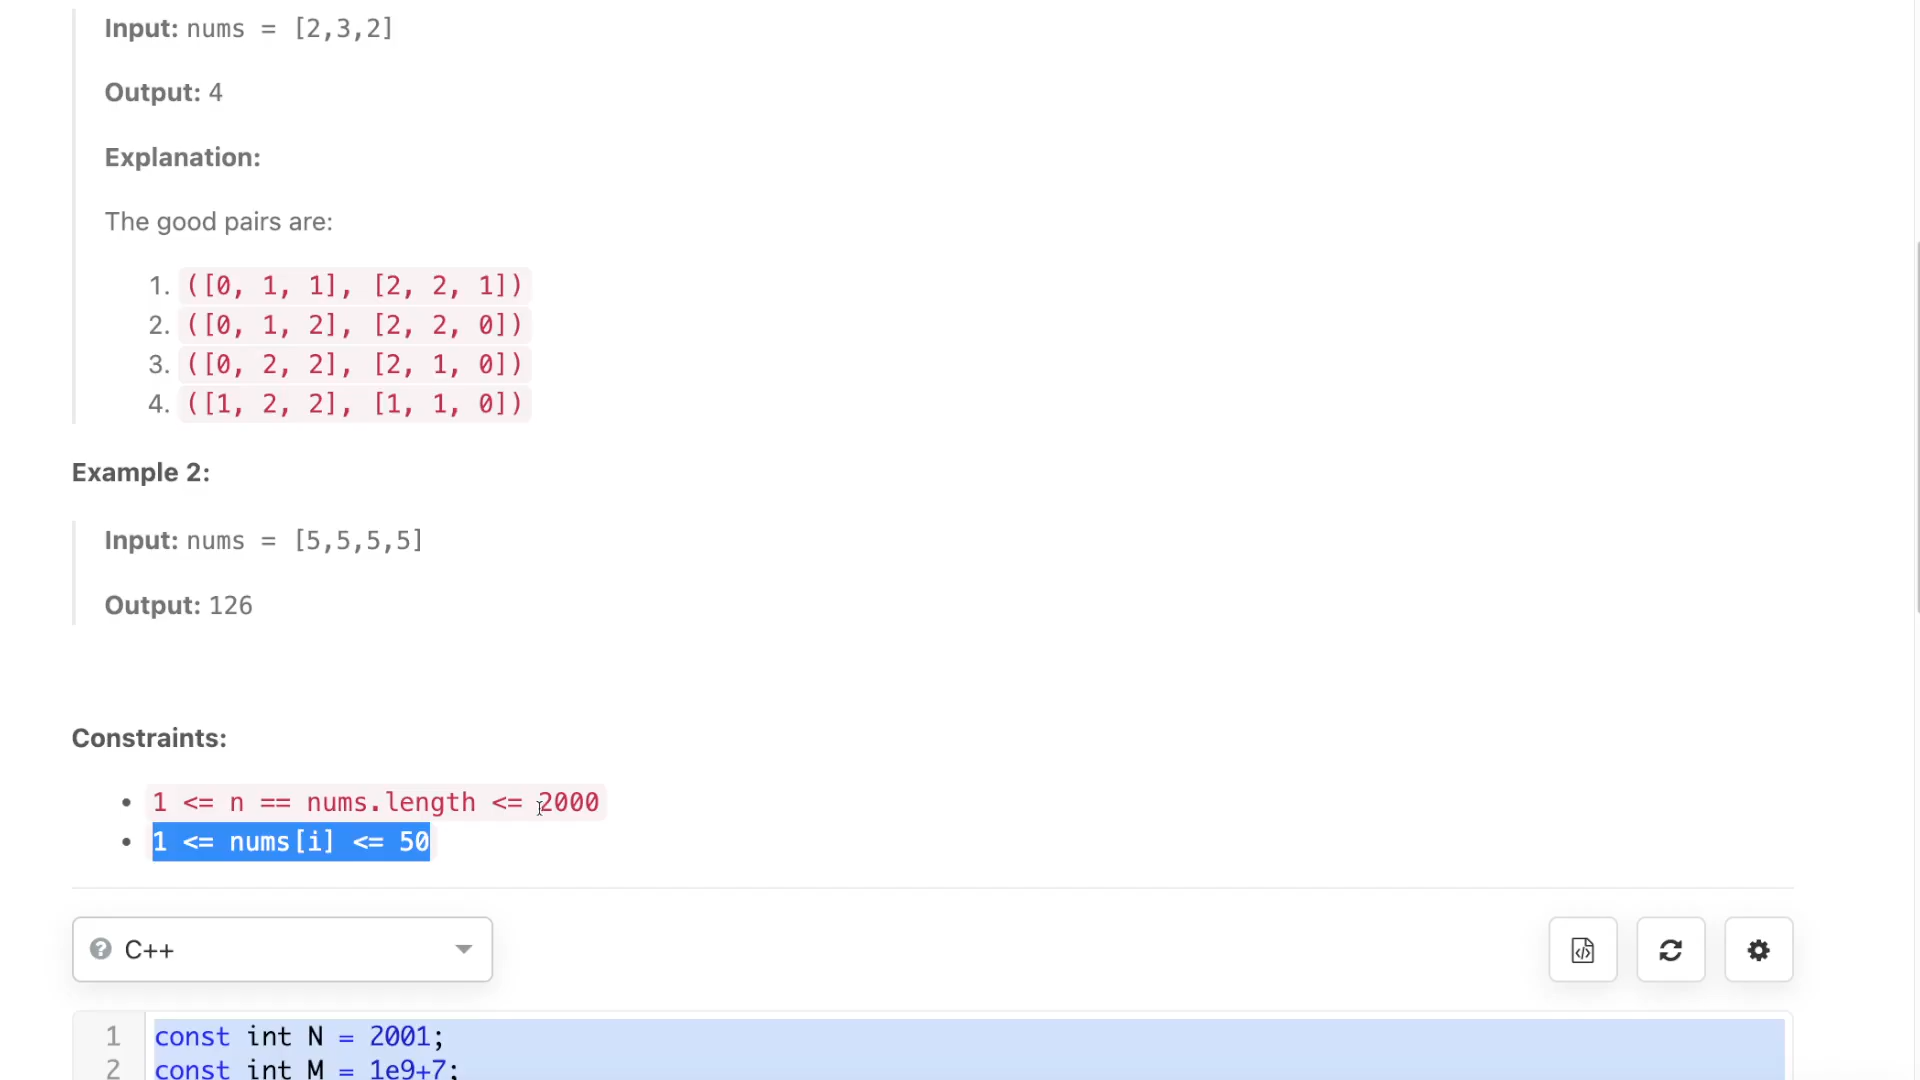 Input: nums = [2,3,2]
Output: 4
Explanation:
The good pairs are:
1. ([0, 1, 1], [2, 2, 1])
2. ([0, 1, 2], [2, 2, 0])
3. ([0, 2, 2], [2, 1, 0])
4. ([1, 2, 2], [1, 1, 0])
Example 2:
Input: nums = [5,5,5,5]
Output: 126
Constraints:
• 1 <= n == nums.length <= 2000
• 1 <= nums[i] <= 50
C++
1 const int N = 2001;
2 const int M = 1e9+7;